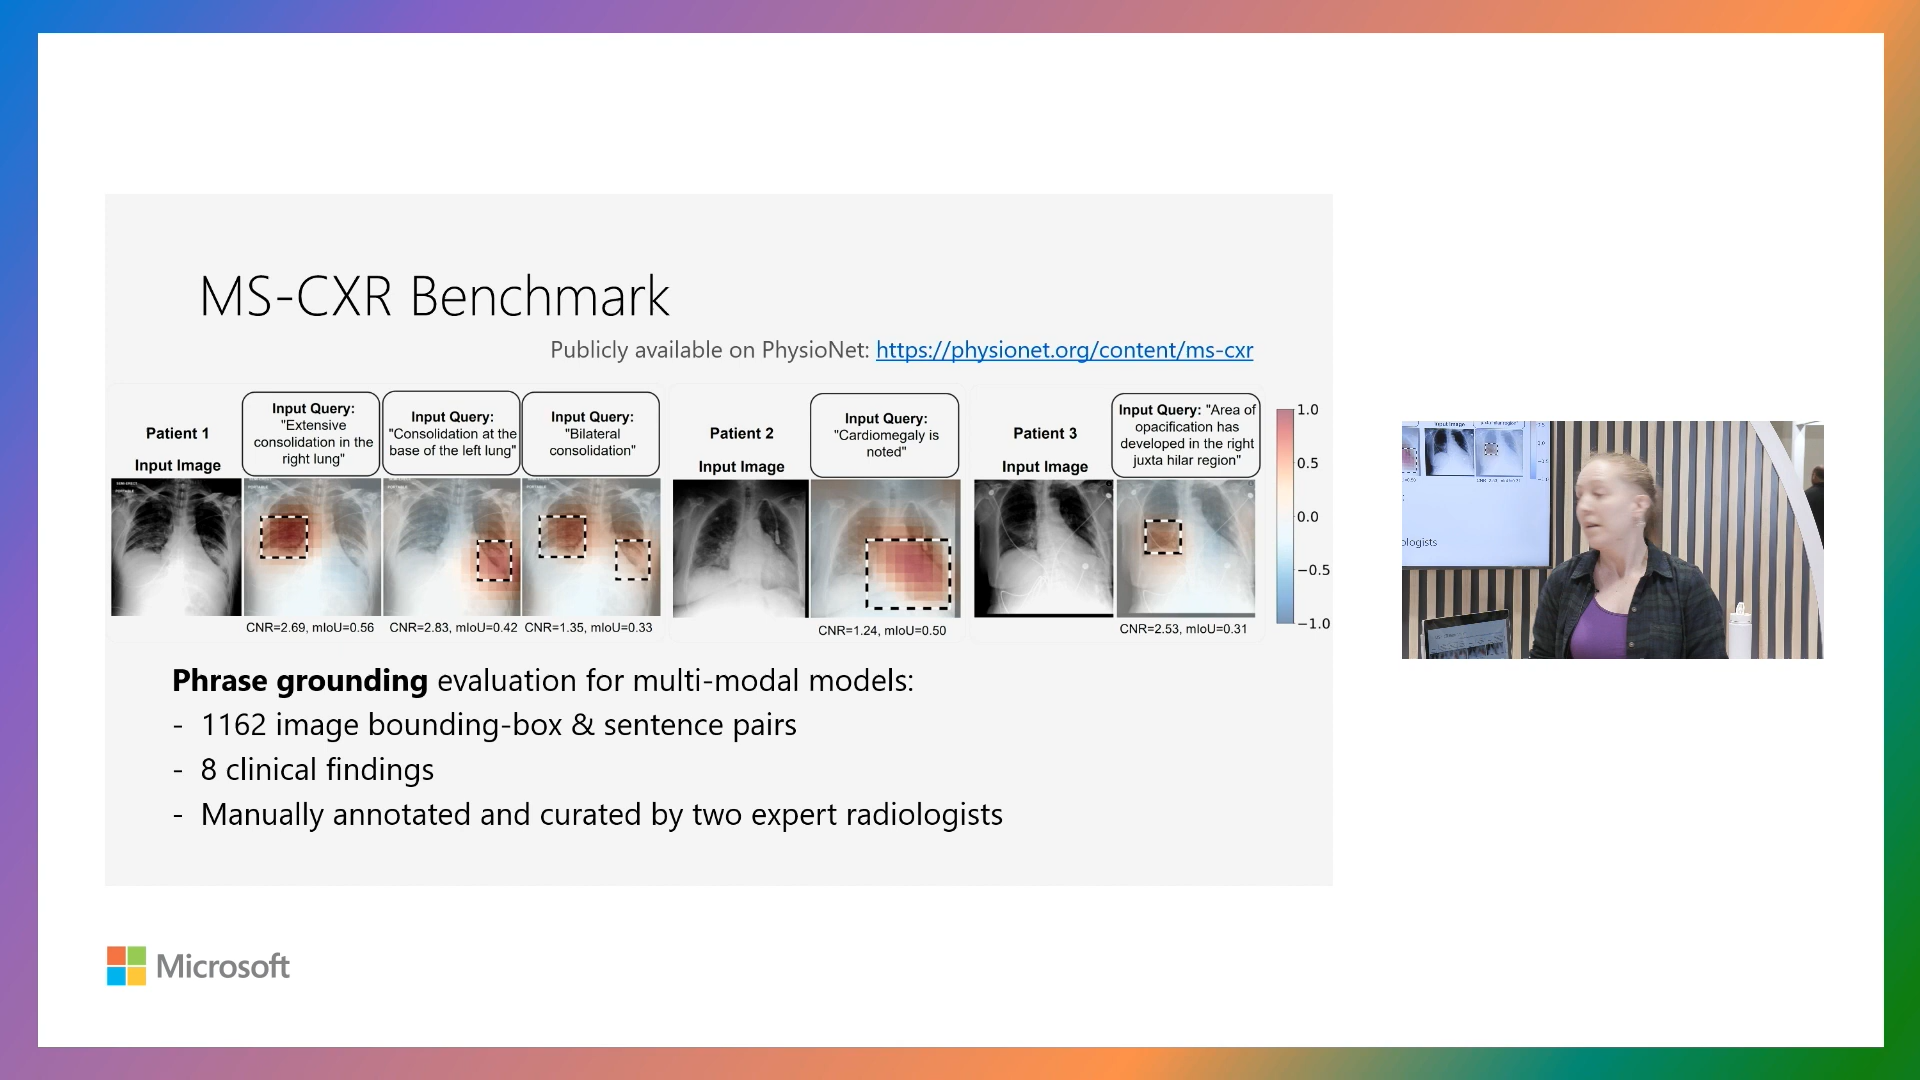 MS-CXR Benchmark
Publicly available on PhysioNet: https://physionet.org/content/ms-cxr
Patient 1
Input Image
Input Query:
"Extensive
consolidation in the
right lung"
Input Query:
"Consolidation at the
base of the left lung"
Input Query:
"Bilateral
consolidation"
CNR=2.69, mIoU=0.56
CNR=2.83, mIoU=0.42
CNR=1.35, mIoU=0.33
Patient 2
Input Image
Input Query:
"Cardiomegaly is
noted"
CNR=1.24, mIoU=0.50
Patient 3
Input Image
Input Query: "Area of
opacification has
developed in the right
juxta hilar region"
CNR=2.53, mIoU=0.31
1.0
0.5
0.0
−0.5
−1.0
Phrase grounding evaluation for multi-modal models:
- 1162 image bounding-box & sentence pairs
- 8 clinical findings
- Manually annotated and curated by two expert radiologists
ologists
Microsoft